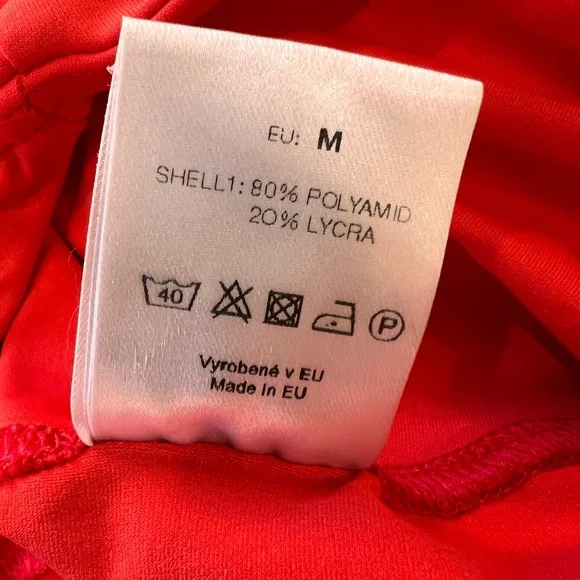 EU: M
SHELL1: 80% POLYAMID
20% LYCRA
40 P
Vyrobené v EU
Made in EU